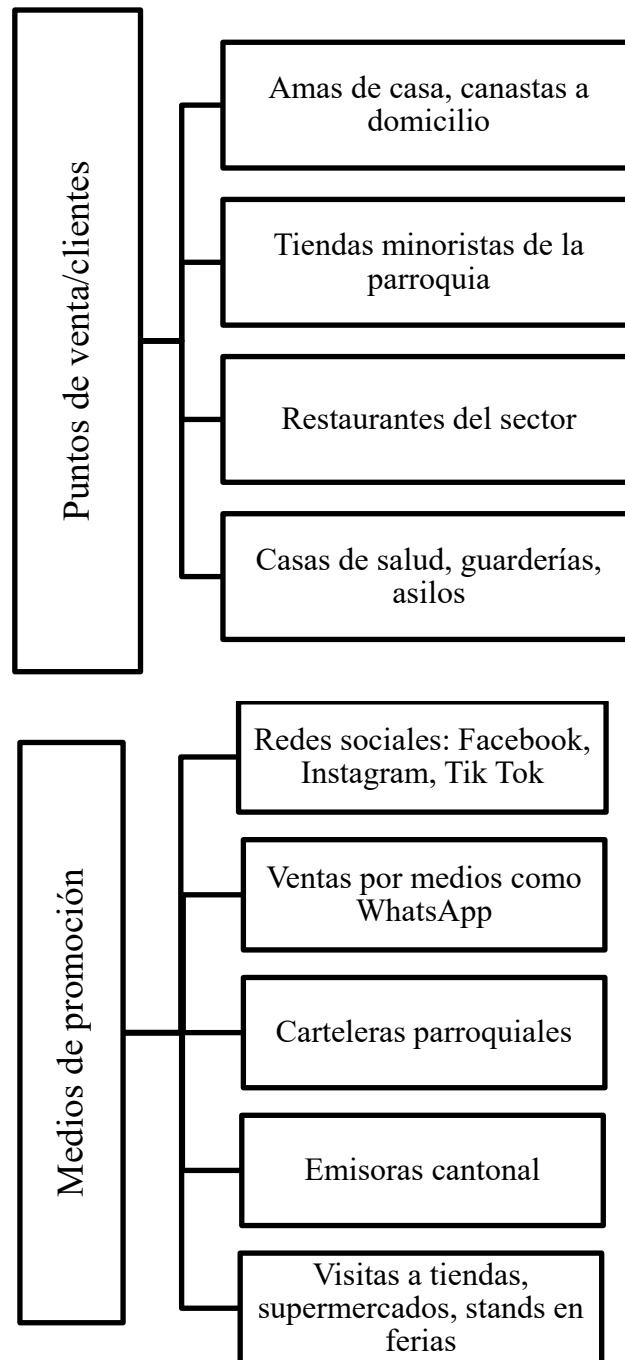 Puntos de venta/clientes
Amas de casa, canastas a
domicilio
Tiendas minoristas de la
parroquia
Restaurantes del sector
Casas de salud, guarderías,
asilos
Medios de promoción
Redes sociales: Facebook,
Instagram, Tik Tok
Ventas por medios como
WhatsApp
Carteleras parroquiales
Emisoras cantonal
Visitas a tiendas,
supermercados, stands en
ferias